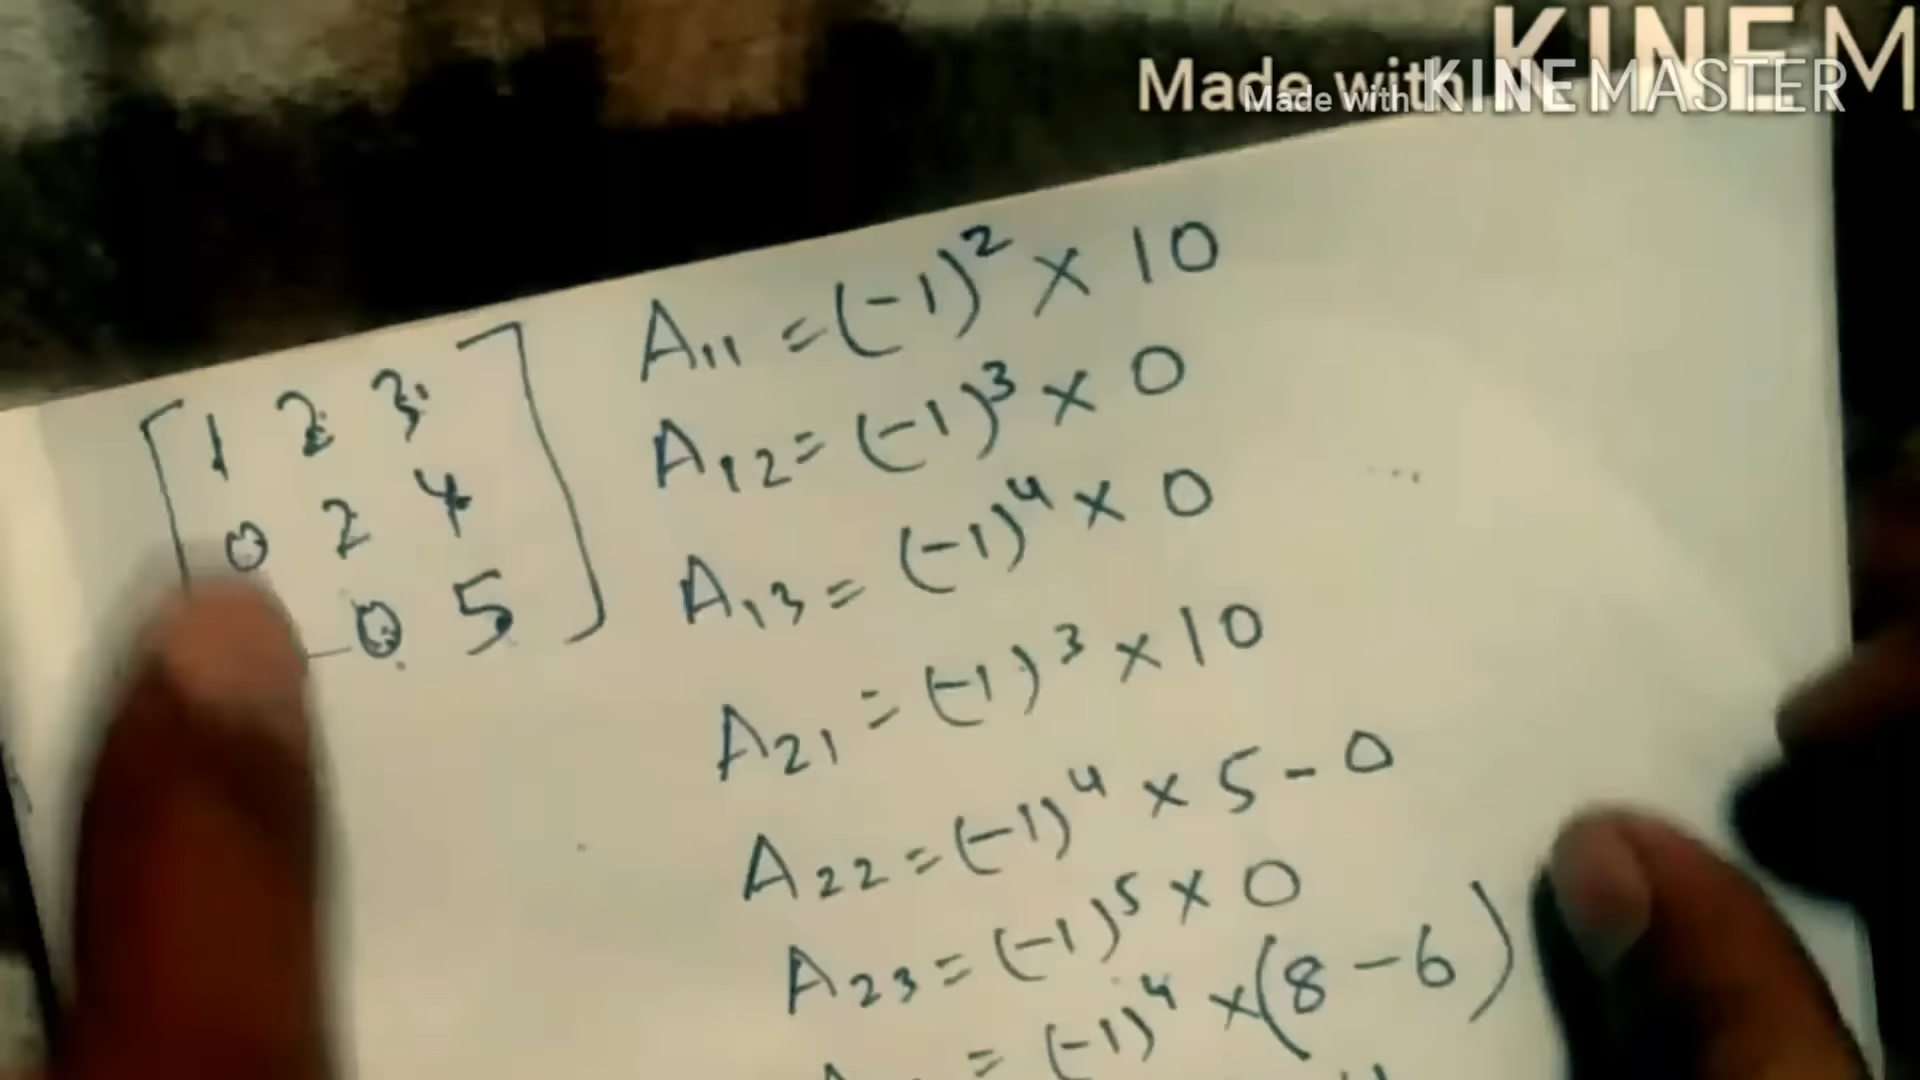 Made with KINEM
Made with KINEMASTER
1 2 3
0 2 4
0 5
A11 = (-1)² × 10
A12 = (-1)³ × 0
A13 = (-1)⁴ × 0
A21 = (-1)³ × 10
A22 = (-1)⁴ × 5 - 0
A23 = (-1)⁵ × 0
= (-1)⁴ × (8 - 6)